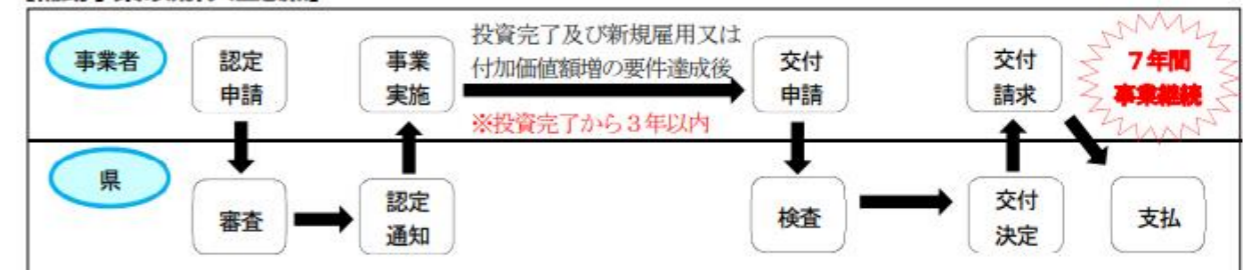 事業者
認定
申請
事業
実施
投資完了及び新規雇用又は
付加価値額増の要件達成後
※投資完了から3年以内
交付
申請
交付
請求
7年間
事業継続
県
審査
認定
通知
検査
交付
決定
支払